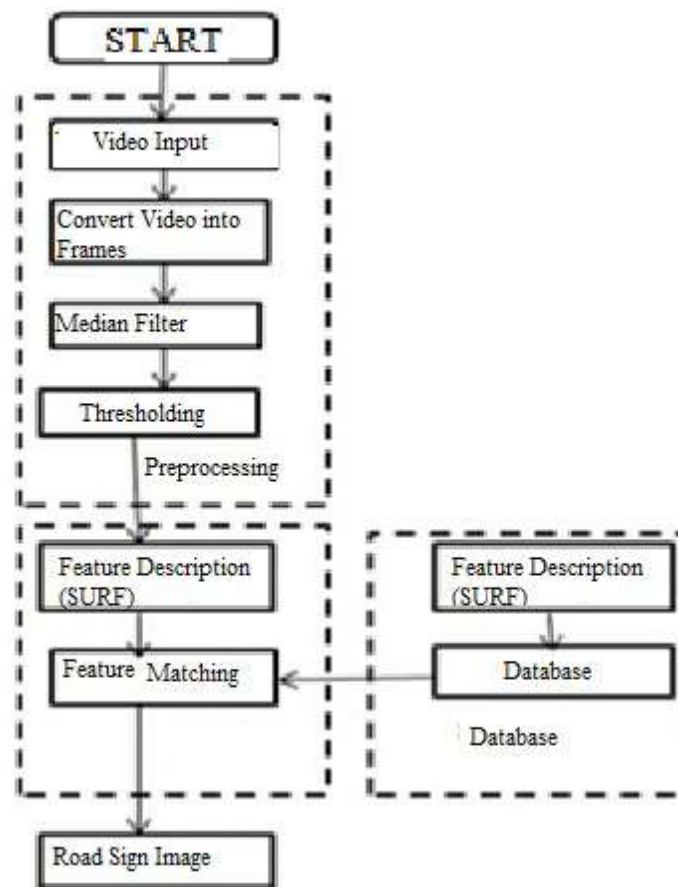 START
Video Input
Convert Video into
Frames
Median Filter
Thresholding
Preprocessing
Feature Description
(SURF)
Feature Matching
Feature Description
(SURF)
Database
Database
Road Sign Image